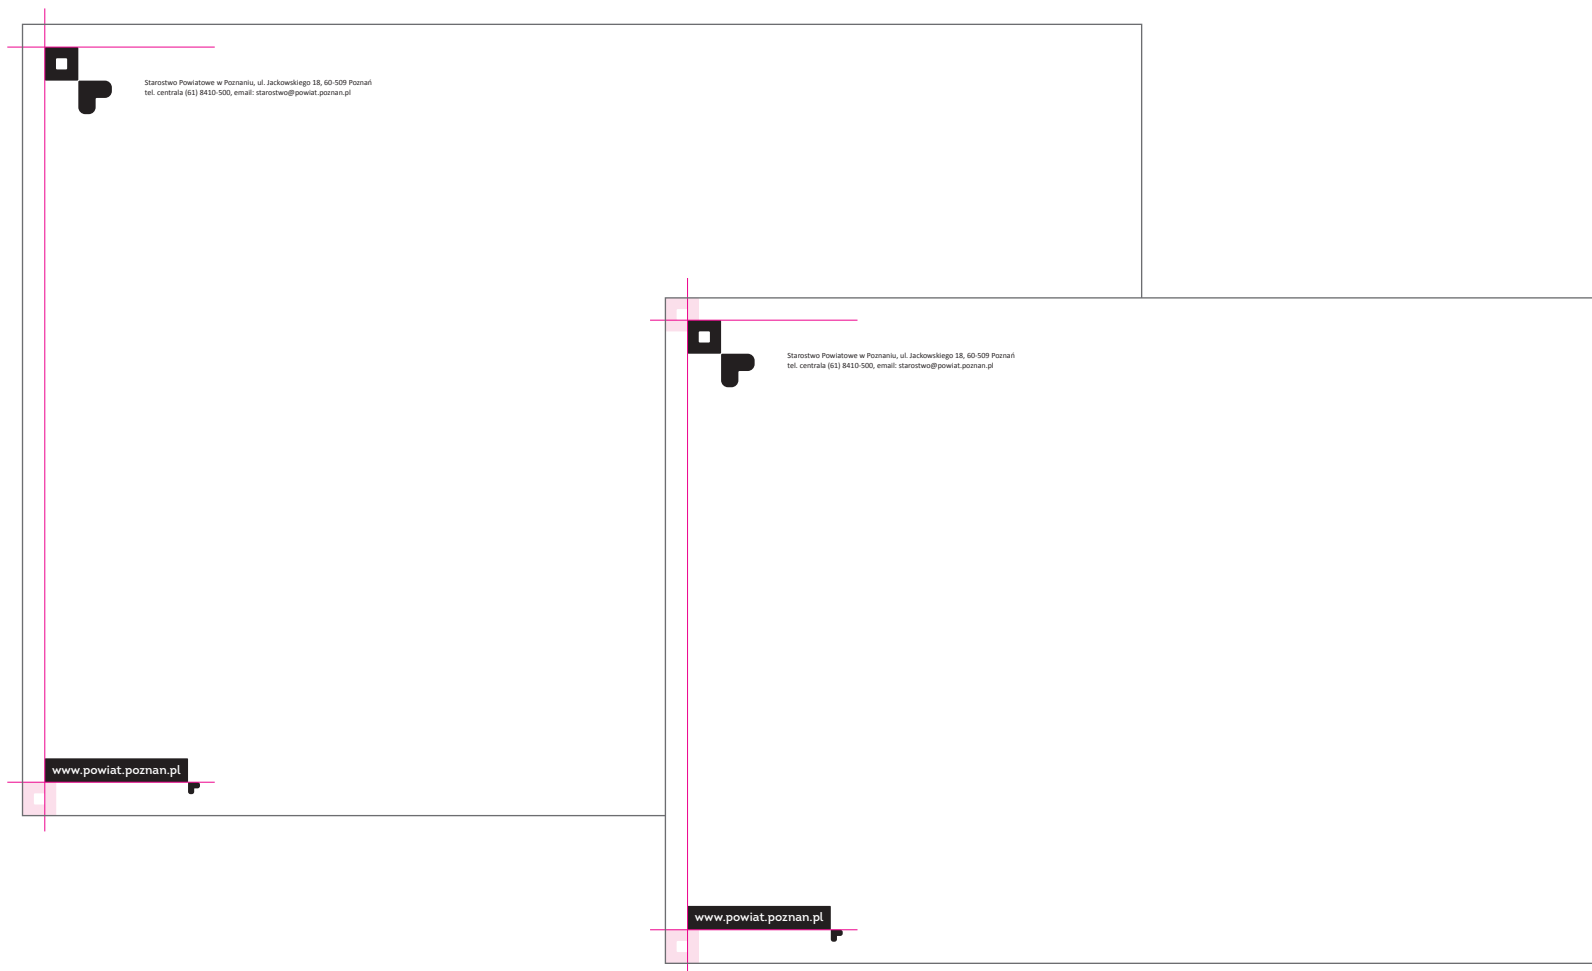 Starostwo Powiatowe w Poznaniu, ul. Jackowskiego 18, 60-509 Poznań
tel. centrala (61) 8410-500, email: starostwo@powiat.poznan.pl
www.powiat.poznan.pl
Starostwo Powiatowe w Poznaniu, ul. Jackowskiego 18, 60-509 Poznań
tel. centrala (61) 8410-500, email: starostwo@powiat.poznan.pl
www.powiat.poznan.pl